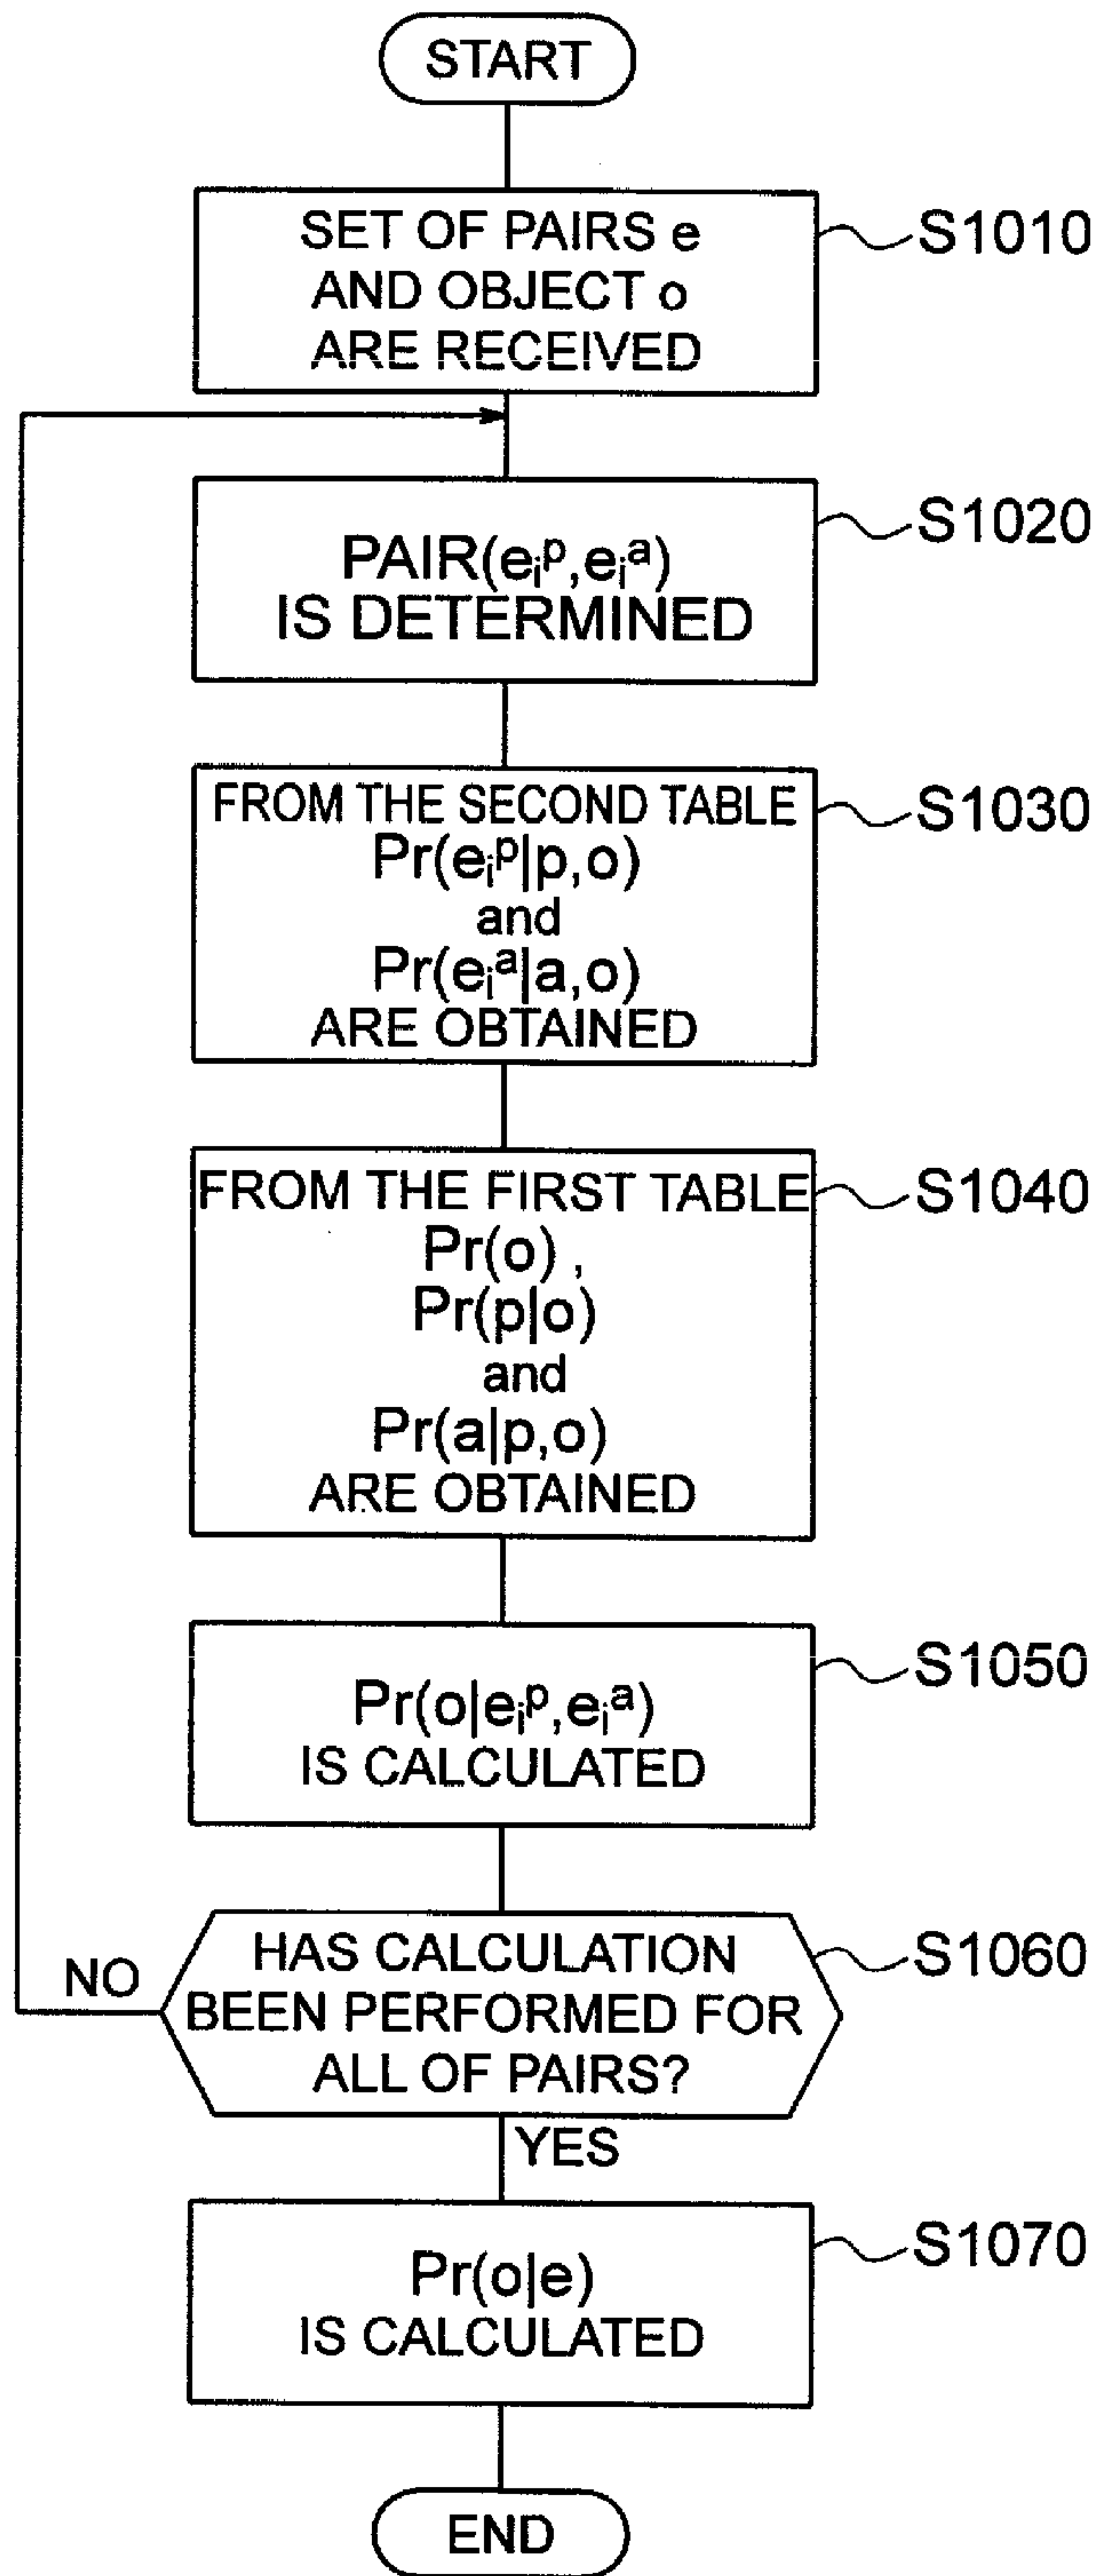 START
SET OF PAIRS e
AND OBJECT o
ARE RECEIVED
S1010
PAIR(eᵢᵖ,eᵢᵃ)
IS DETERMINED
S1020
FROM THE SECOND TABLE
Pr(eᵢᵖ|p,o)
and
Pr(eᵢᵃ|a,o)
ARE OBTAINED
S1030
FROM THE FIRST TABLE
Pr(o) ,
Pr(p|o)
and
Pr(a|p,o)
ARE OBTAINED
S1040
Pr(o|eᵢᵖ,eᵢᵃ)
IS CALCULATED
S1050
HAS CALCULATION
BEEN PERFORMED FOR
ALL OF PAIRS?
S1060
NO
YES
Pr(o|e)
IS CALCULATED
S1070
END